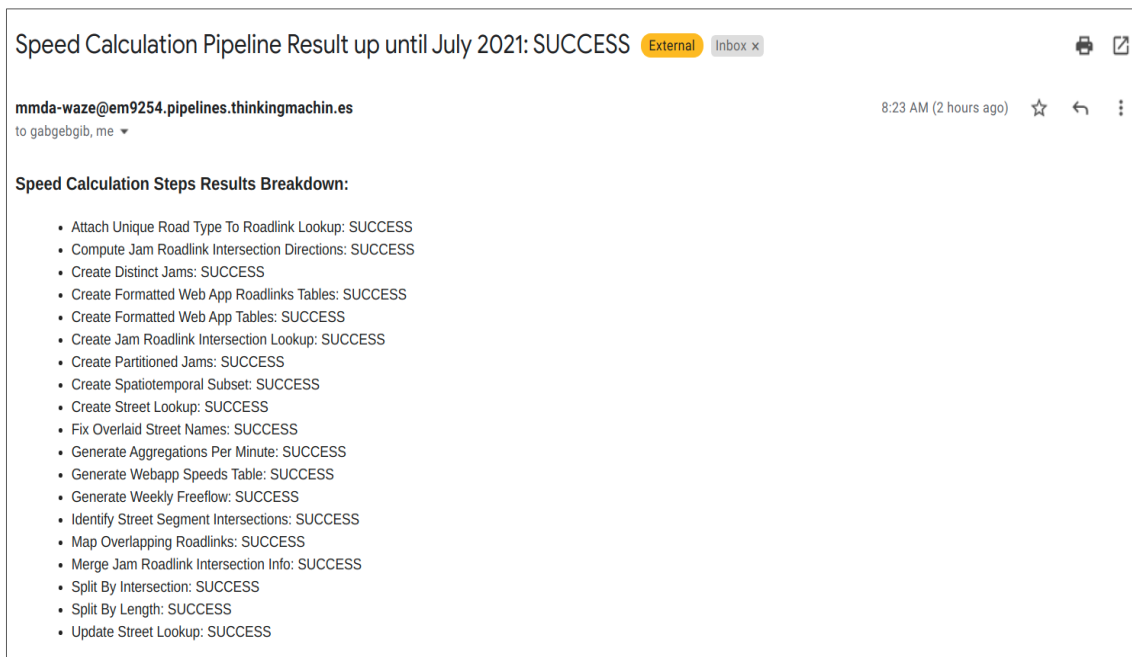 Speed Calculation Pipeline Result up until July 2021: SUCCESS External Inbox ×
mmda-waze@em9254.pipelines.thinkingmachin.es 8:23 AM (2 hours ago)
to gabgebgib, me
Speed Calculation Steps Results Breakdown:
• Attach Unique Road Type To Roadlink Lookup: SUCCESS
• Compute Jam Roadlink Intersection Directions: SUCCESS
• Create Distinct Jams: SUCCESS
• Create Formatted Web App Roadlinks Tables: SUCCESS
• Create Formatted Web App Tables: SUCCESS
• Create Jam Roadlink Intersection Lookup: SUCCESS
• Create Partitioned Jams: SUCCESS
• Create Spatiotemporal Subset: SUCCESS
• Create Street Lookup: SUCCESS
• Fix Overlaid Street Names: SUCCESS
• Generate Aggregations Per Minute: SUCCESS
• Generate Webapp Speeds Table: SUCCESS
• Generate Weekly Freeflow: SUCCESS
• Identify Street Segment Intersections: SUCCESS
• Map Overlapping Roadlinks: SUCCESS
• Merge Jam Roadlink Intersection Info: SUCCESS
• Split By Intersection: SUCCESS
• Split By Length: SUCCESS
• Update Street Lookup: SUCCESS